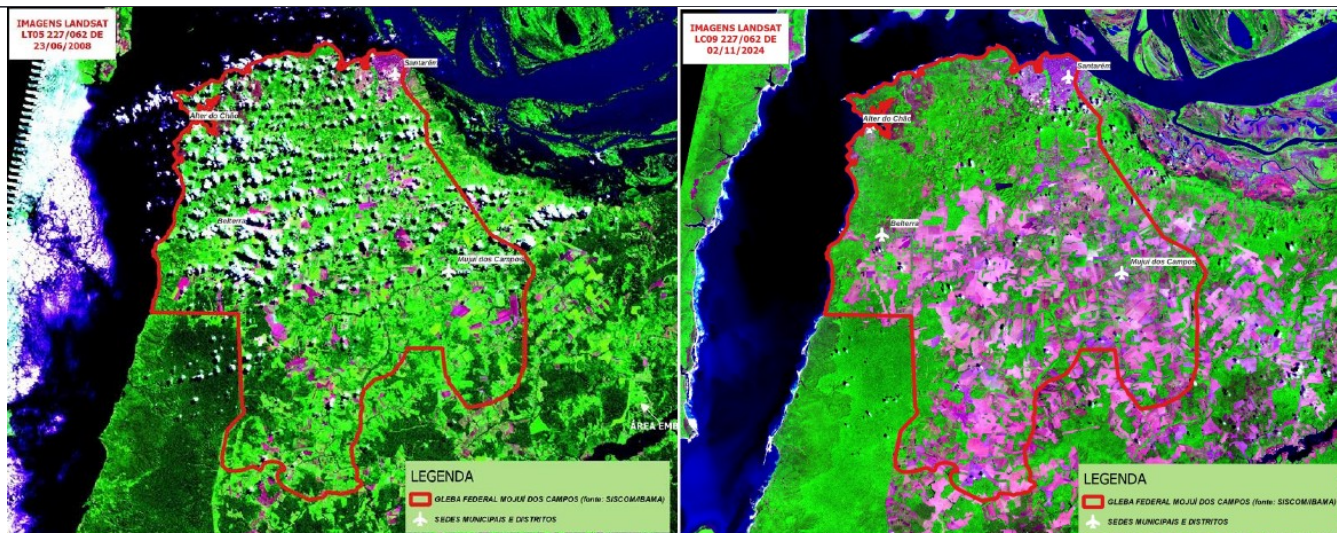 IMAGENS LANDSAT
LT05 227/062 DE
23/06/2008
Santarém
Alter do Chão
Belterra
Mujuí dos Campos
ÁREA EMB
LEGENDA
GLEBA FEDERAL MOJUÍ DOS CAMPOS (fonte: SISCOM/IBAMA)
SEDES MUNICIPAIS E DISTRITOS
IMAGENS LANDSAT
LC09 227/062 DE
02/11/2024
Santarém
Alter do Chão
Belterra
Mujuí dos Campos
LEGENDA
GLEBA FEDERAL MOJUÍ DOS CAMPOS (fonte: SISCOM/IBAMA)
SEDES MUNICIPAIS E DISTRITOS